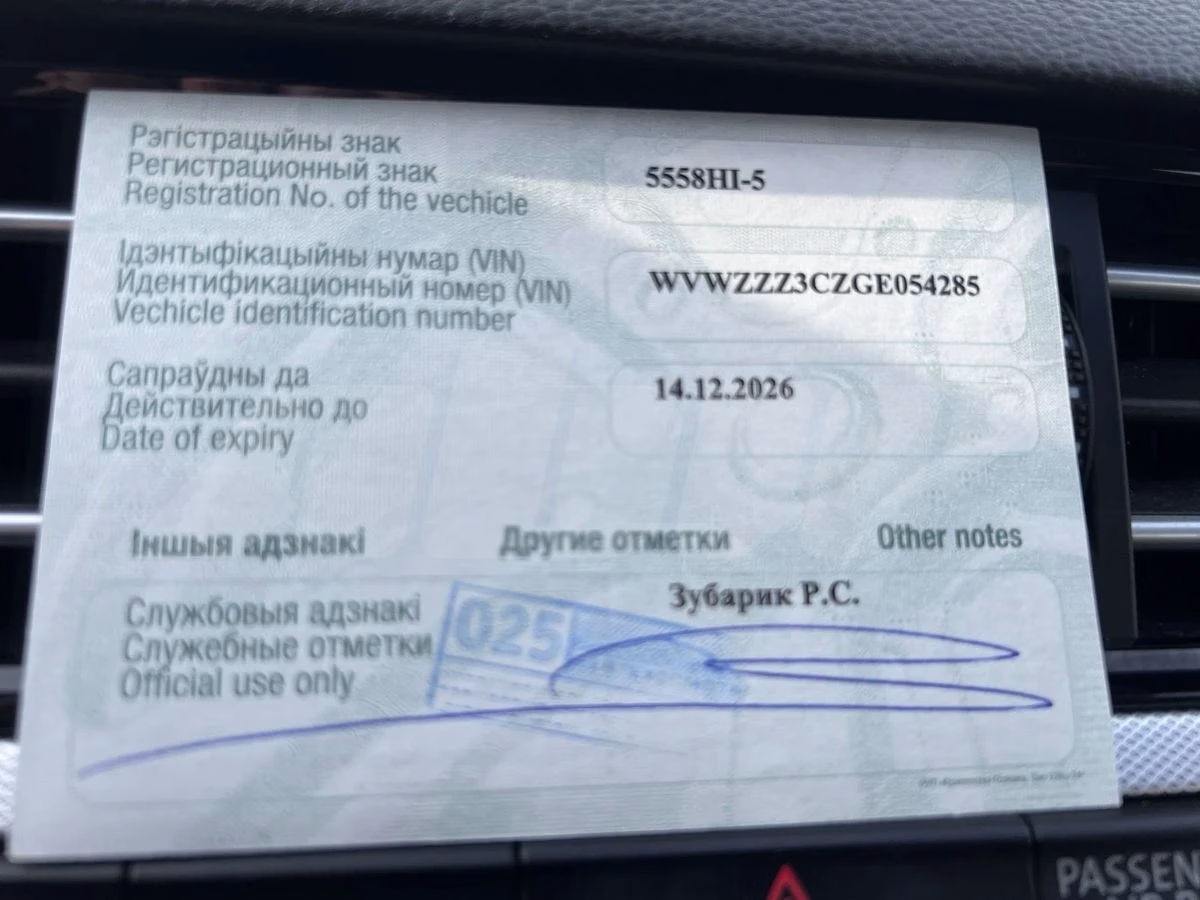 Рэгістрацыйны знак
Регистрационный знак
Registration No. of the vechicle
5558HI-5
Ідэнтыфікацыйны нумар (VIN)
Идентификационный номер (VIN)
Vechicle identification number
WVWZZZ3CZGE054285
Сапраўдны да
Действительно до
Date of expiry
14.12.2026
Іншыя адзнакі Другие отметки Other notes
Службовыя адзнакі
Служебные отметки
Official use only
Зубарик Р.С.
025
PASSEN